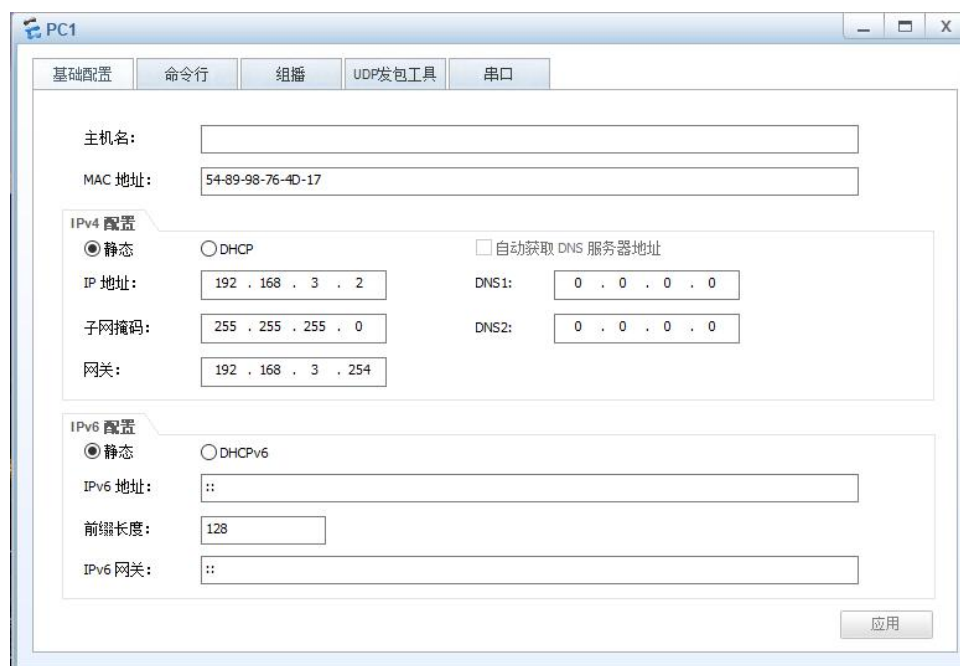 PC1
基础配置 命令行 组播 UDP发包工具 串口
主机名:
MAC 地址: 54-89-98-76-4D-17
IPv4 配置
静态 DHCP 自动获取 DNS 服务器地址
IP 地址: 192 . 168 . 3 . 2 DNS1: 0 . 0 . 0 . 0
子网掩码: 255 . 255 . 255 . 0 DNS2: 0 . 0 . 0 . 0
网关: 192 . 168 . 3 . 254
IPv6 配置
静态 DHCPv6
IPv6 地址: ::
前缀长度: 128
IPv6 网关: ::
应用